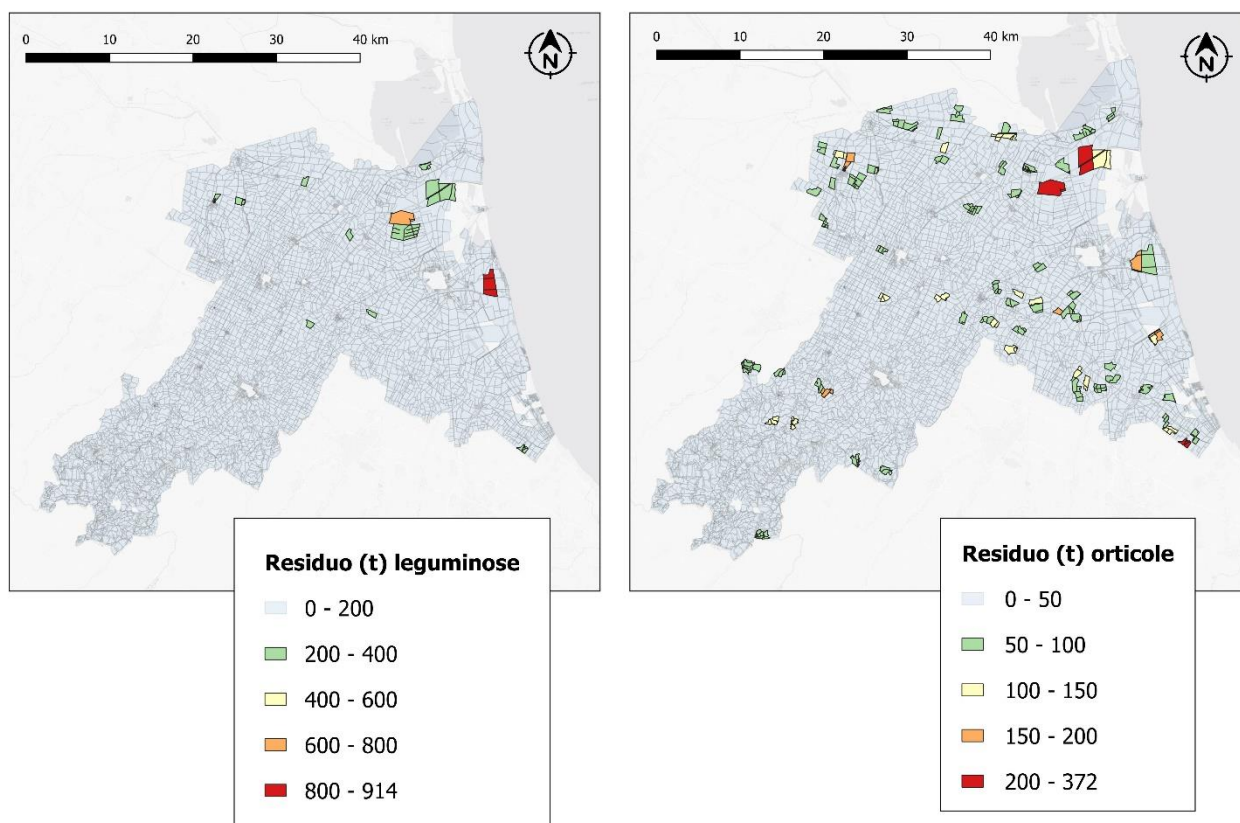 0 10 20 30 40 km
N
Residuo (t) leguminose
0 - 200
200 - 400
400 - 600
600 - 800
800 - 914
0 10 20 30 40 km
N
Residuo (t) orticole
0 - 50
50 - 100
100 - 150
150 - 200
200 - 372